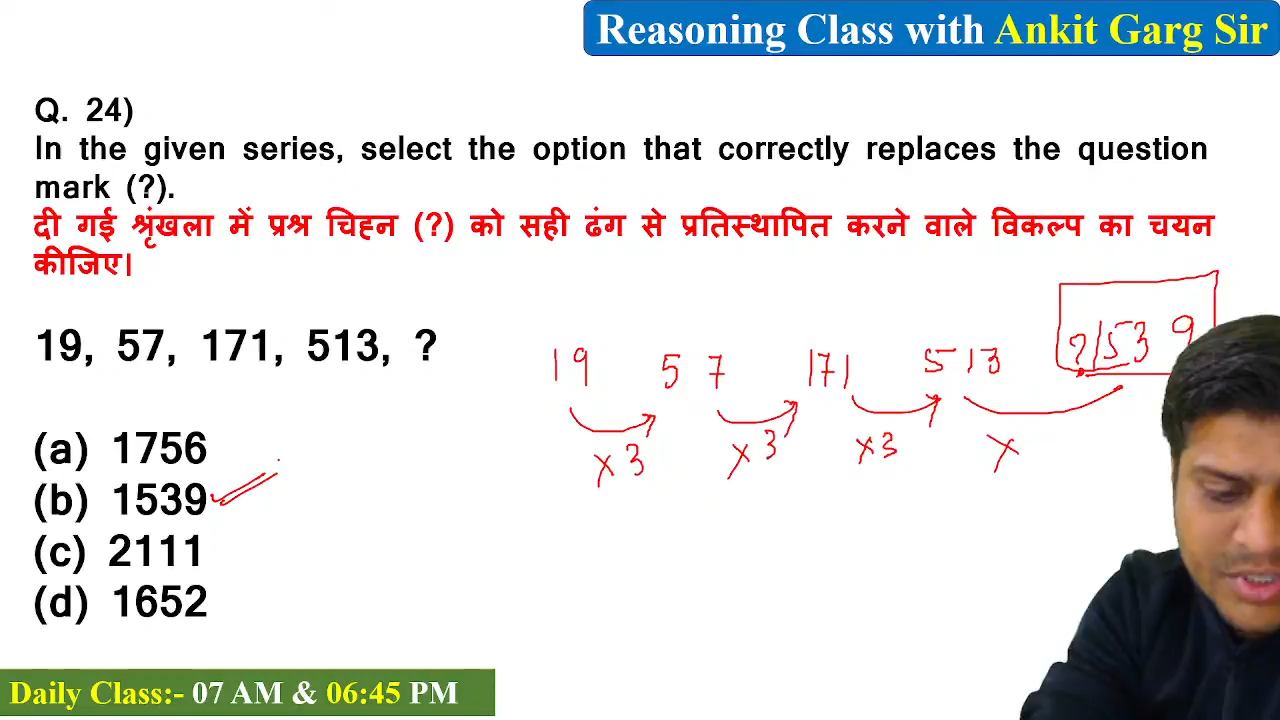 Reasoning Class with Ankit Garg Sir
Q. 24)
In the given series, select the option that correctly replaces the question
mark (?).
दी गई श्रृंखला में प्रश्न चिह्न (?) को सही ढंग से प्रतिस्थापित करने वाले विकल्प का चयन
कीजिए।
19, 57, 171, 513, ?
19 57 171 513 ? 1539
×3 ×3 ×3 ×
(a) 1756
(b) 1539
(c) 2111
(d) 1652
Daily Class:- 07 AM & 06:45 PM